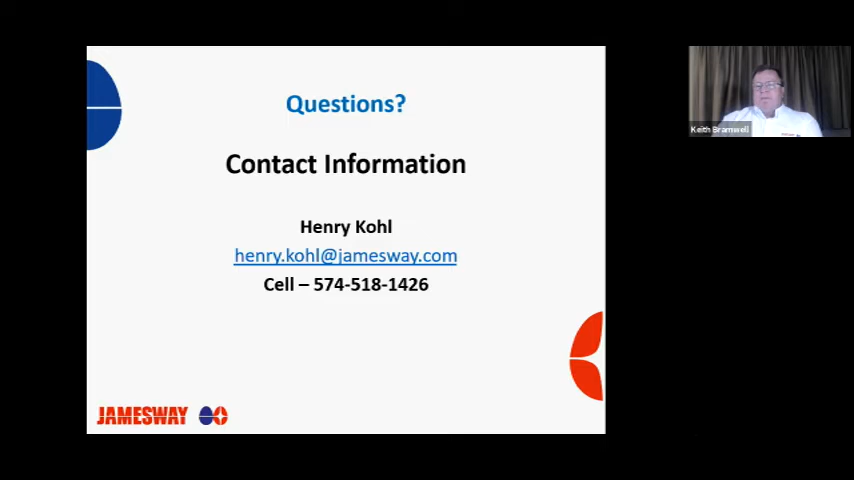 Questions?
Contact Information
Henry Kohl
henry.kohl@jamesway.com
Cell – 574-518-1426
JAMESWAY
Keith Bramwell